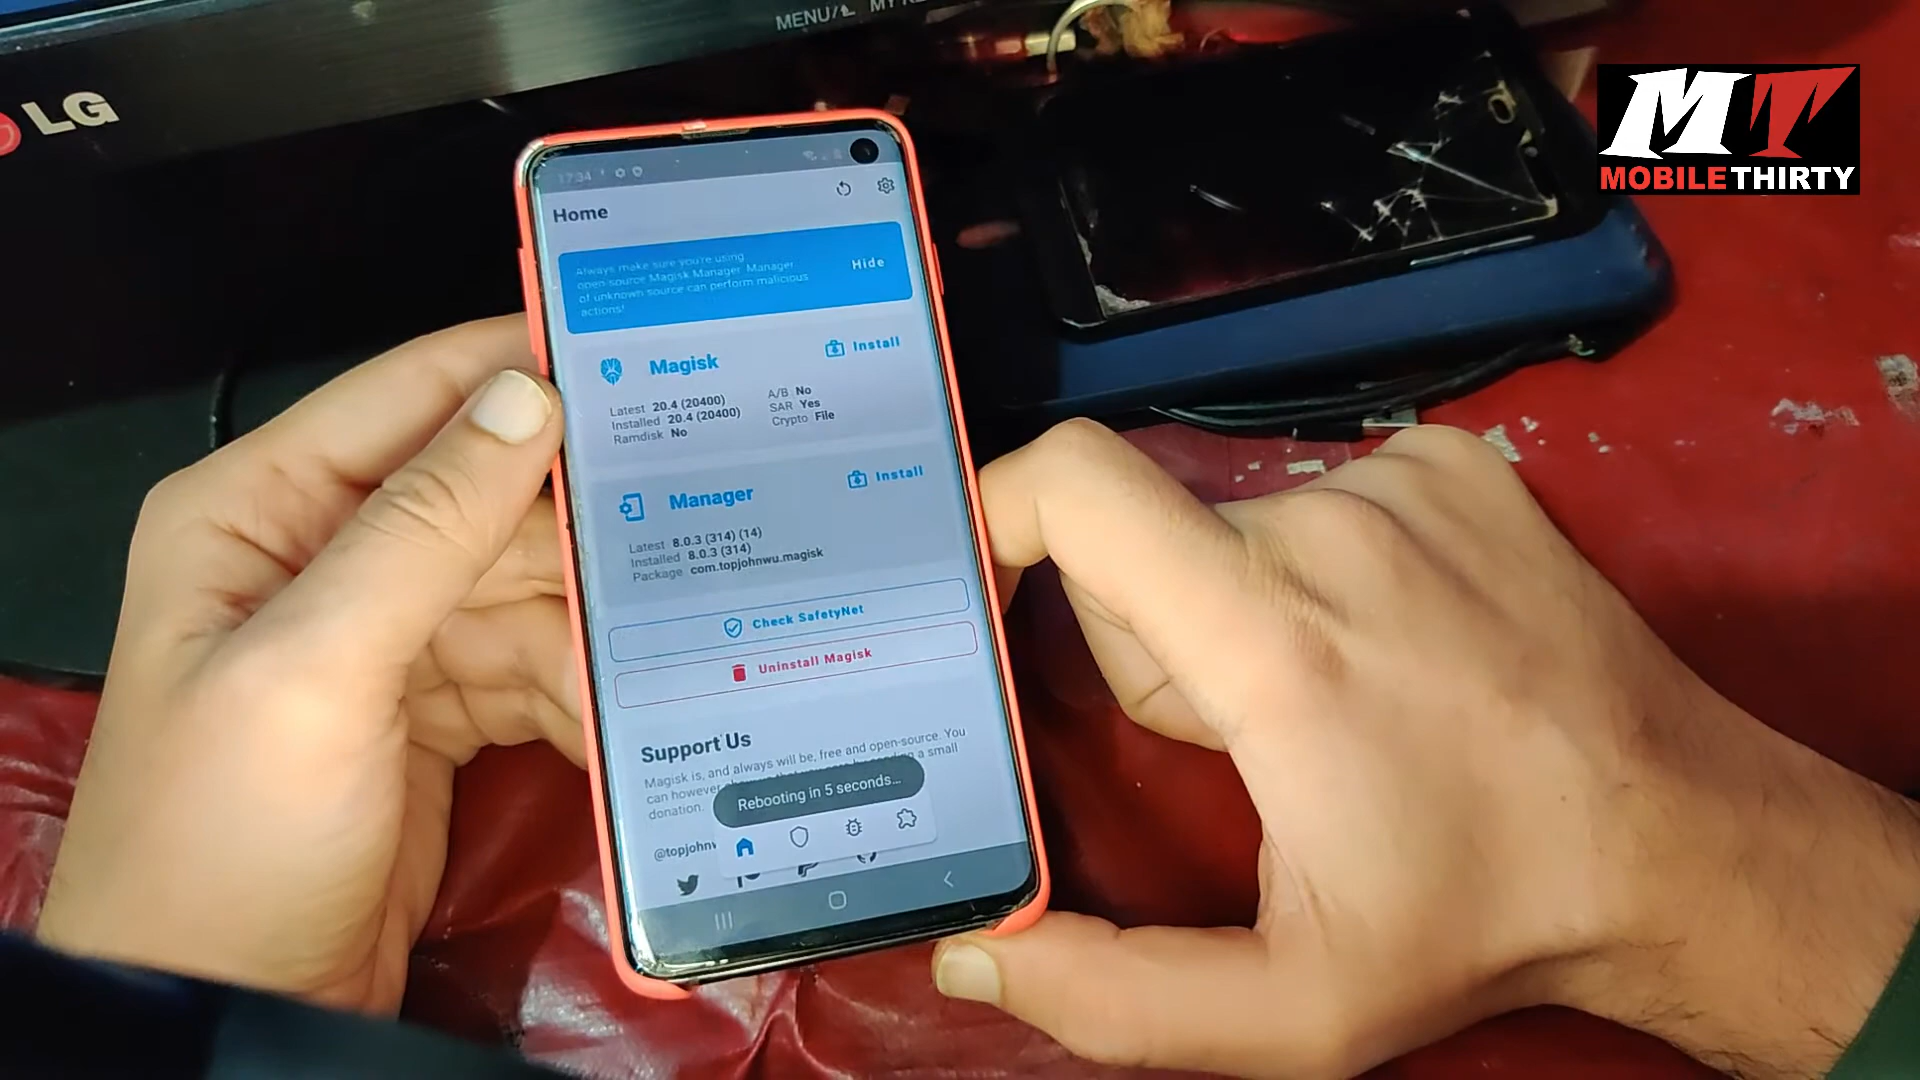 MENU/
LG
MT
MOBILETHIRTY
17:34
Home
Always make sure you're using
open-source Magisk Manager. Manager
of unknown source can perform malicious
actions!
Hide
Magisk
Install
Latest 20.4 (20400)
Installed 20.4 (20400)
Ramdisk No
A/B No
SAR Yes
Crypto File
Manager
Install
Latest 8.0.3 (314) (14)
Installed 8.0.3 (314)
Package com.topjohnwu.magisk
Check SafetyNet
Uninstall Magisk
Support Us
Magisk is, and always will be, free and open-source. You
can however a small
donation.
Rebooting in 5 seconds...
@topjohnw